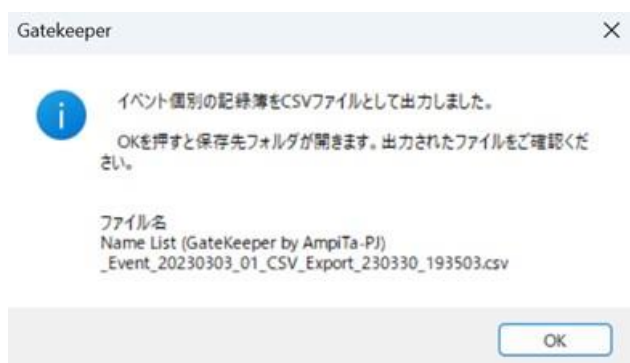 Gatekeeper
イベント個別の記録簿をCSVファイルとして出力しました。
OKを押すと保存先フォルダが開きます。出力されたファイルをご確認くだ
さい。
ファイル名
Name List (GateKeeper by AmpiTa-PJ)
_Event_20230303_01_CSV_Export_230330_193503.csv
OK